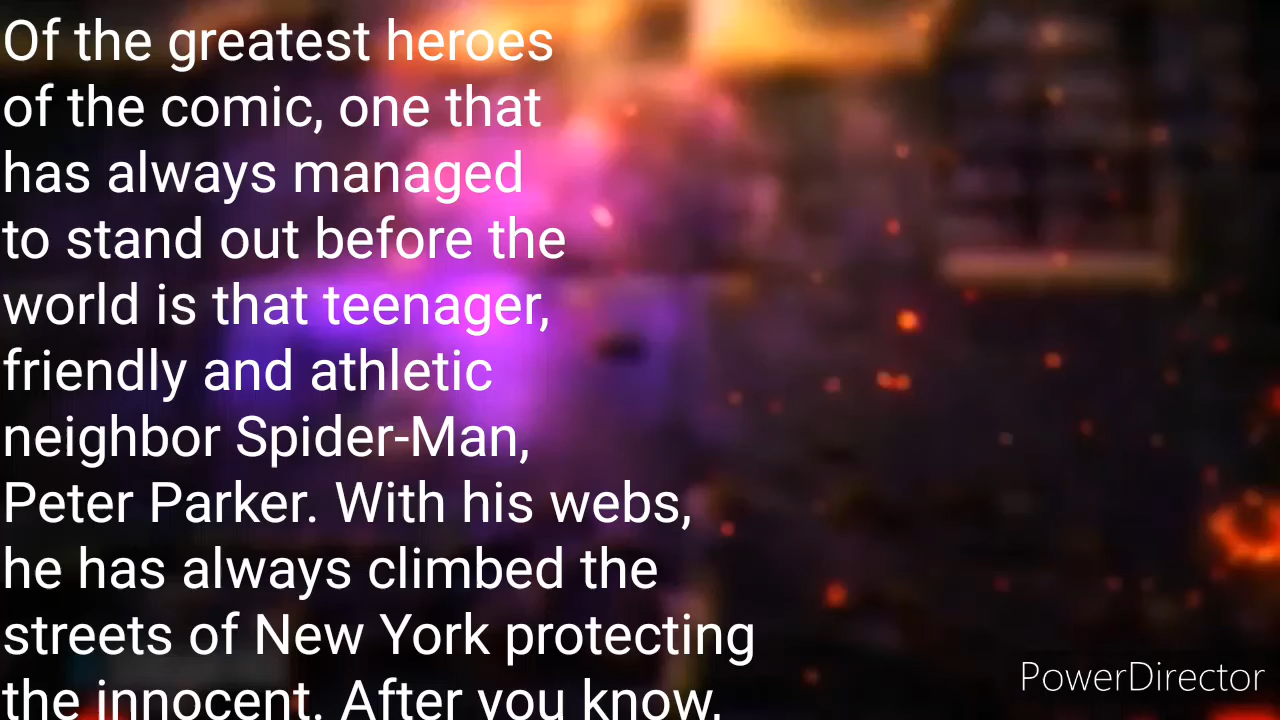 Of the greatest heroes
of the comic, one that
has always managed
to stand out before the
world is that teenager,
friendly and athletic
neighbor Spider-Man,
Peter Parker. With his webs,
he has always climbed the
streets of New York protecting
the innocent. After you know,
PowerDirector